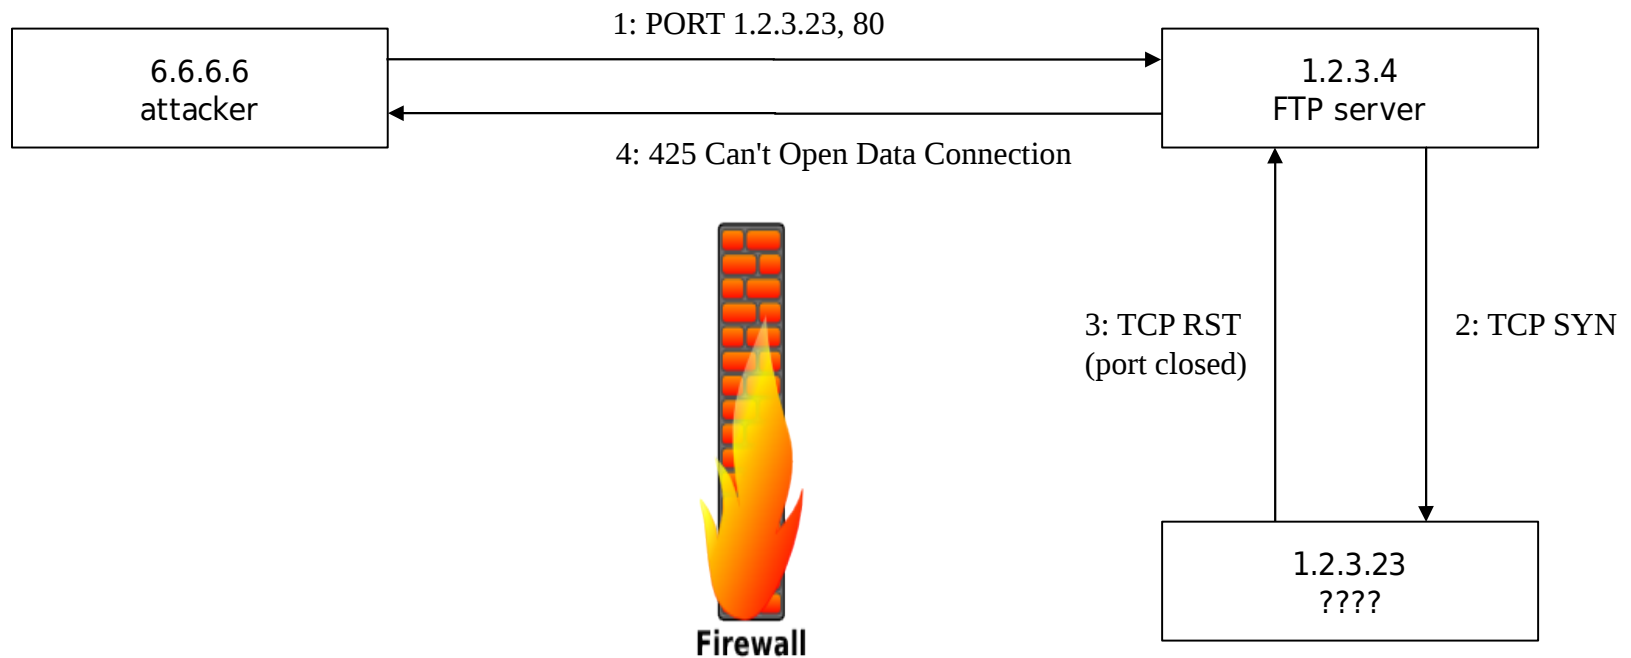 1: PORT 1.2.3.23, 80
6.6.6.6
attacker
1.2.3.4
FTP server
4: 425 Can't Open Data Connection
3: TCP RST
(port closed)
2: TCP SYN
1.2.3.23
????
Firewall